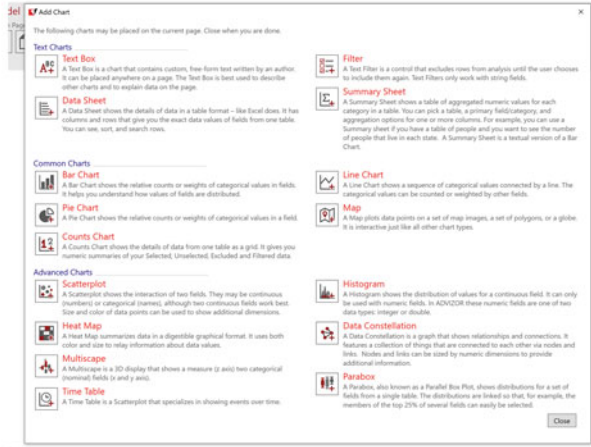 del
Page
Add Chart
The following charts may be placed on the current page. Close when you are done.
Text Charts
Text Box
A Text Box is a chart that contains custom, free-form text written by an author.
It can be placed anywhere on a page. The Text Box is best used to describe
other charts and to explain data on the page.
Data Sheet
A Data Sheet shows the details of data in a table format – like Excel does. It has
columns and rows that give you the exact data values of fields from one table.
You can see, sort, and search rows.
Filter
A Text Filter is a control that excludes rows from analysis until the user chooses
to include them again. Text Filters only work with string fields.
Summary Sheet
A Summary Sheet shows a table of aggregated numeric values for each
category in a table. You can pick a table, a primary field/category, and
aggregation options for one or more columns. For example, you can use a
Summary sheet if you have a table of people and you want to see the number
of people that live in each state. A Summary Sheet is a textual version of a Bar
Chart.
Common Charts
Bar Chart
A Bar Chart shows the relative counts or weights of categorical values in fields.
It helps you understand how values of fields are distributed.
Pie Chart
A Pie Chart shows the relative counts or weights of categorical values in a field.
Counts Chart
A Counts Chart shows the details of data from one table as a grid. It gives you
numeric summaries of your Selected, Unselected, Excluded and Filtered data.
Line Chart
A Line Chart shows a sequence of categorical values connected by a line. The
categorical values can be counted or weighted by other fields.
Map
A Map plots data points on a set of map images, a set of polygons, or a globe.
It is interactive just like all other chart types.
Advanced Charts
Scatterplot
A Scatterplot shows the interaction of two fields. They may be continuous
(numbers) or categorical (names), although two continuous fields work best.
Size and color of data points can be used to show additional dimensions.
Heat Map
A Heat Map summarizes data in a digestible graphical format. It uses both
color and size to relay information about data values.
Multiscape
A Multiscape is a 3D display that shows a measure (z axis) two categorical
(nominal) fields (x and y axis).
Time Table
A Time Table is a Scatterplot that specializes in showing events over time.
Histogram
A Histogram shows the distribution of values for a continuous field. It can only
be used with numeric fields. In ADVIZOR these numeric fields are one of two
data types: integer or double.
Data Constellation
A Data Constellation is a graph that shows relationships and connections. It
features a collection of things that are connected to each other via nodes and
links. Nodes and links can be sized by numeric dimensions to provide
additional information.
Parabox
A Parabox, also known as a Parallel Box Plot, shows distributions for a set of
fields from a single table. The distributions are linked so that, for example, the
members of the top 25% of several fields can easily be selected.
Close